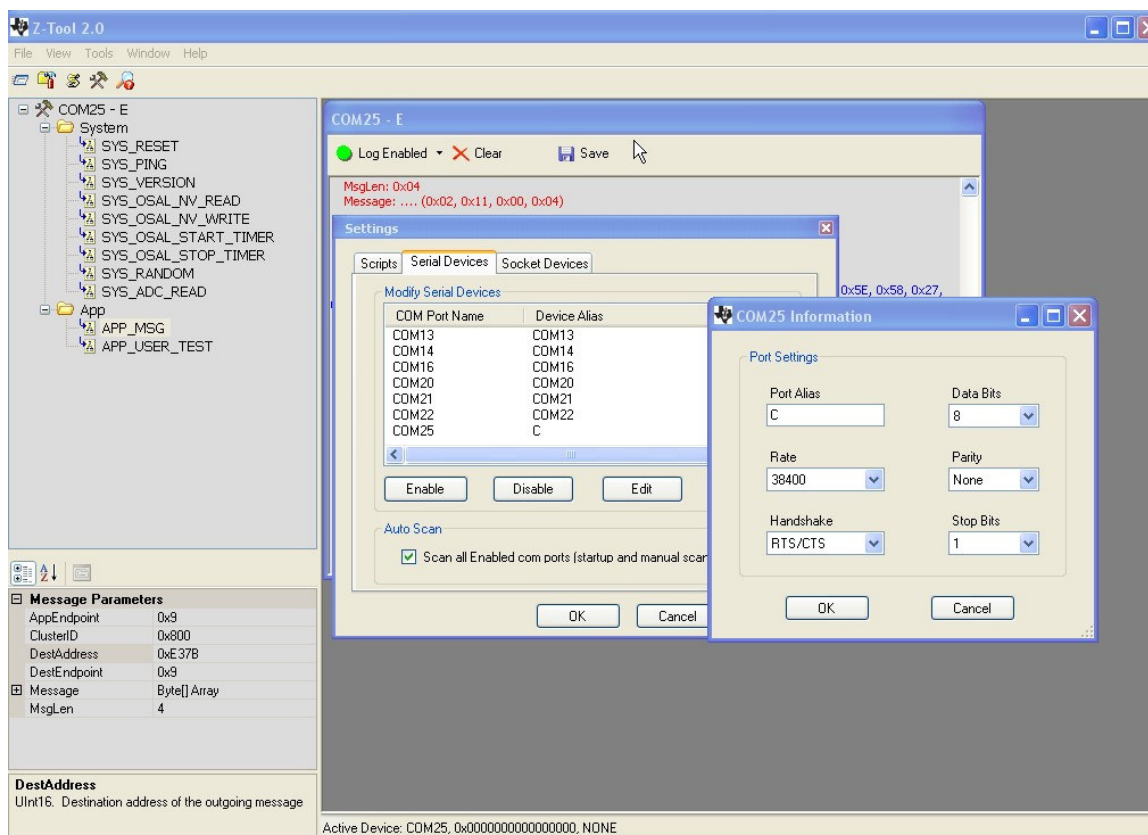 Z-Tool 2.0
File View Tools Window Help
COM25 - E
System
SYS_RESET
SYS_PING
SYS_VERSION
SYS_OSAL_NV_READ
SYS_OSAL_NV_WRITE
SYS_OSAL_START_TIMER
SYS_OSAL_STOP_TIMER
SYS_RANDOM
SYS_ADC_READ
App
APP_MSG
APP_USER_TEST
Message Parameters
AppEndpoint 0x9
ClusterID 0x800
DestAddress 0xE37B
DestEndpoint 0x9
Message Byte[] Array
MsgLen 4
DestAddress
UInt16. Destination address of the outgoing message
COM25 - E
Log Enabled Clear Save
MsgLen: 0x04
Message: .... (0x02, 0x11, 0x00, 0x04)
0x5E, 0x58, 0x27,
Settings
Scripts Serial Devices Socket Devices
Modify Serial Devices
COM Port Name Device Alias
COM13 COM13
COM14 COM14
COM16 COM16
COM20 COM20
COM21 COM21
COM22 COM22
COM25 C
Enable Disable Edit
Auto Scan
Scan all Enabled com ports (startup and manual scan
OK Cancel
COM25 Information
Port Settings
Port Alias Data Bits
C 8
Rate Parity
38400 None
Handshake Stop Bits
RTS/CTS 1
OK Cancel
Active Device: COM25, 0x0000000000000000, NONE